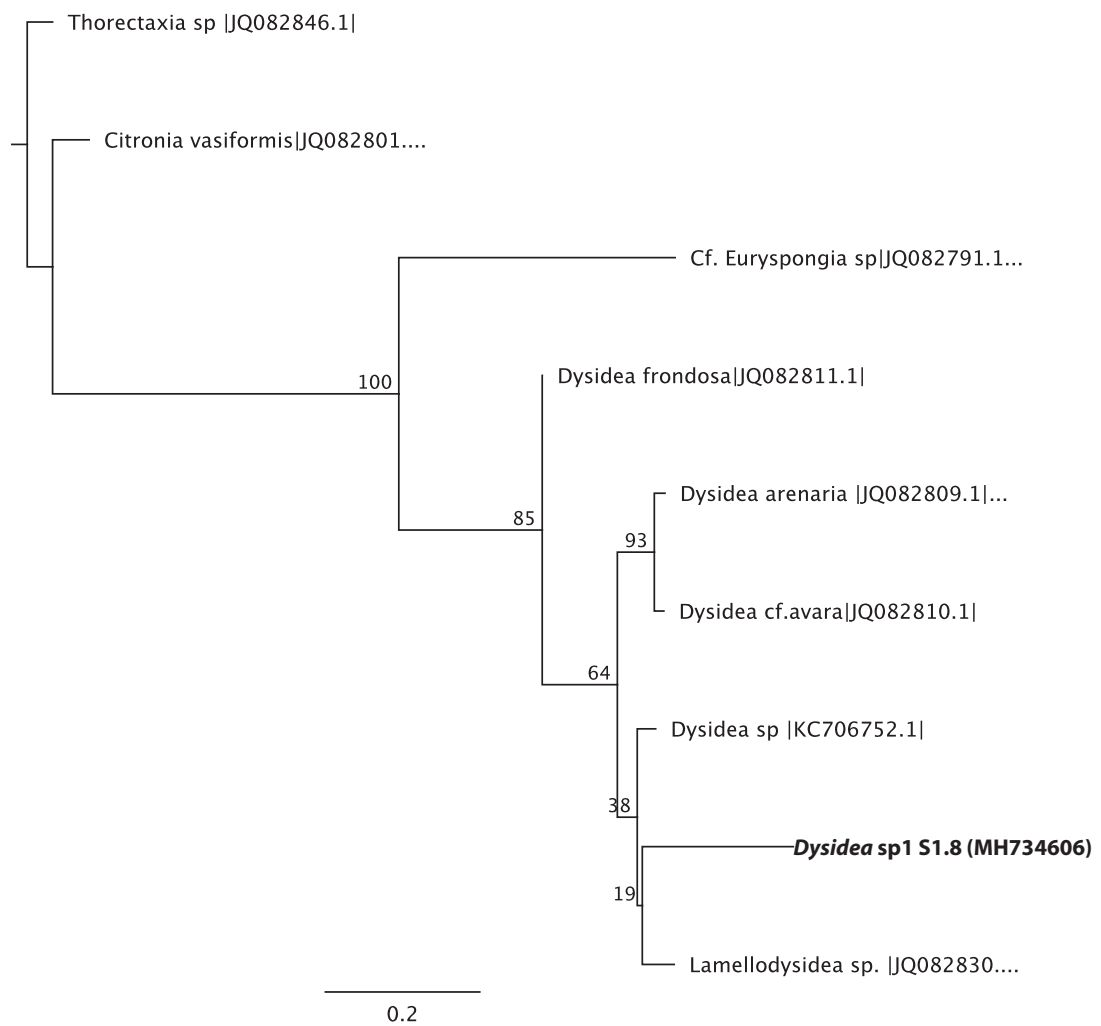 Thorectaxia sp |JQ082846.1|
Citronia vasiformis|JQ082801....
Cf. Euryspongia sp|JQ082791.1...
Dysidea frondosa|JQ082811.1|
100
Dysidea arenaria |JQ082809.1|...
85
93
Dysidea cf.avara|JQ082810.1|
64
Dysidea sp |KC706752.1|
38
Dysidea sp1 S1.8 (MH734606)
19
Lamellodysidea sp. |JQ082830....
0.2